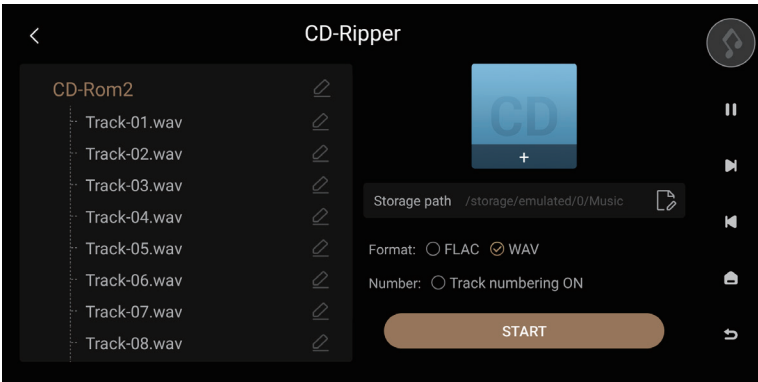 CD-Ripper
CD-Rom2
Track-01.wav
Track-02.wav
Track-03.wav
Track-04.wav
Track-05.wav
Track-06.wav
Track-07.wav
Track-08.wav
CD
+
Storage path /storage/emulated/0/Music
Format: FLAC WAV
Number: Track numbering ON
START